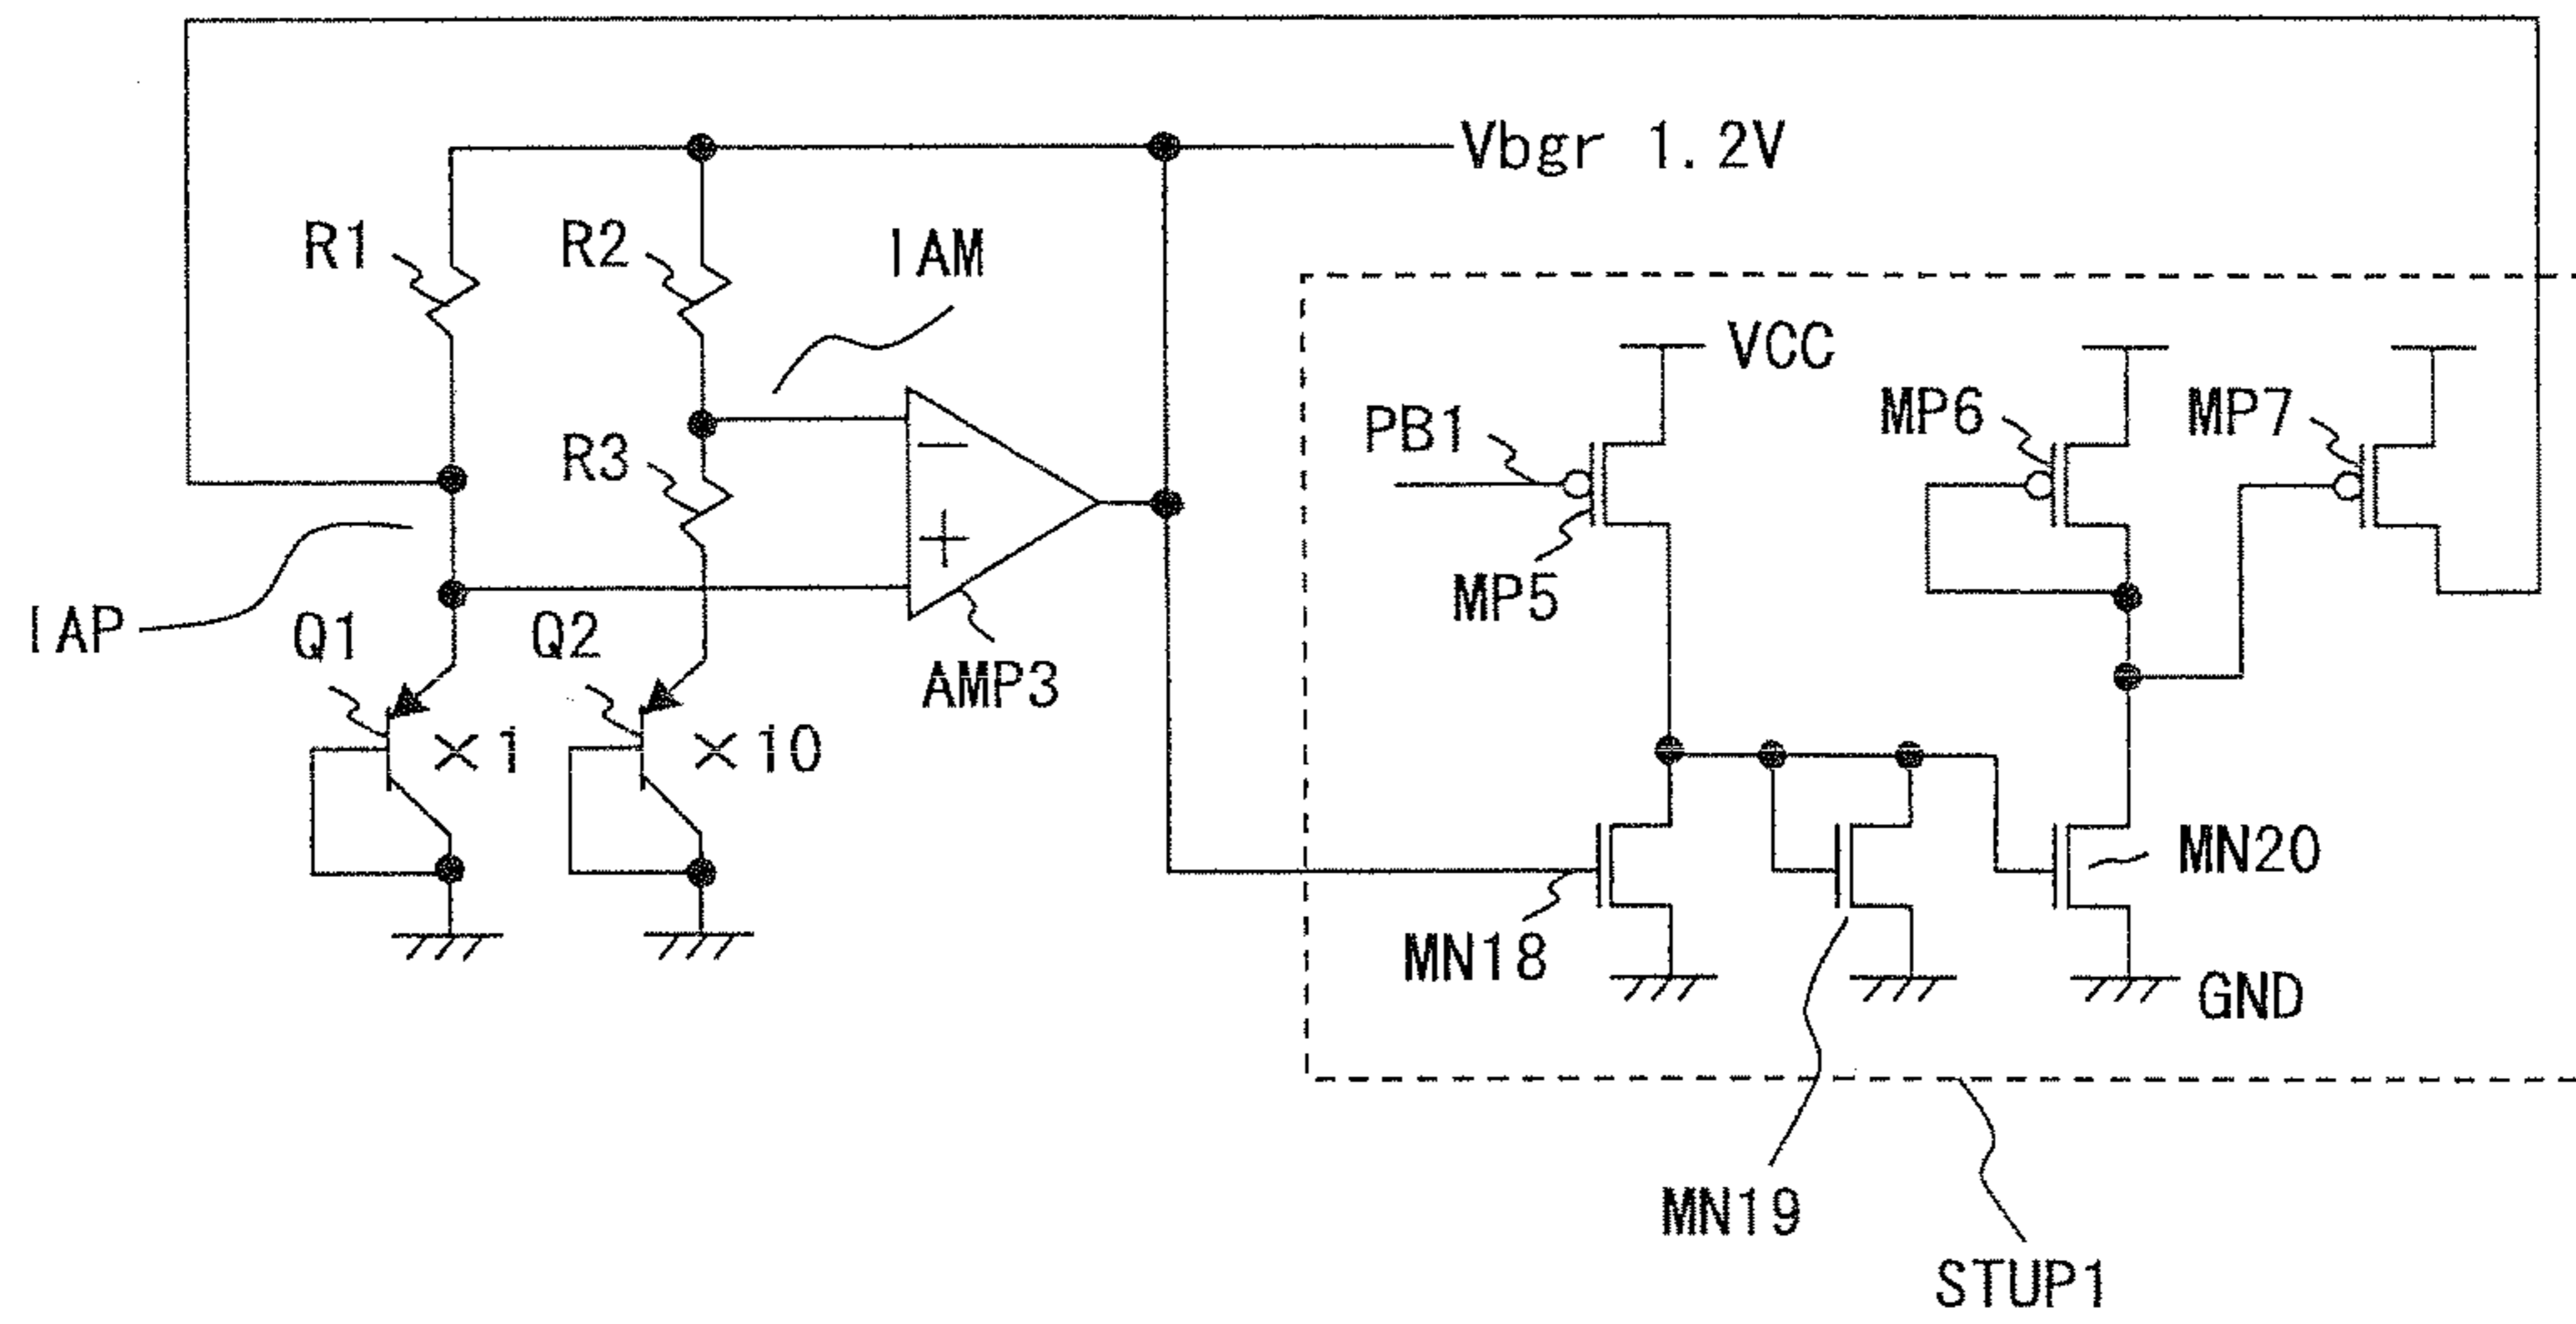 Vbgr 1.2V
R1
R2
IAM
VCC
PB1
MP6
MP7
R3
MP5
IAP
Q1
Q2
AMP3
×1
×10
MN20
MN18
GND
MN19
STUP1